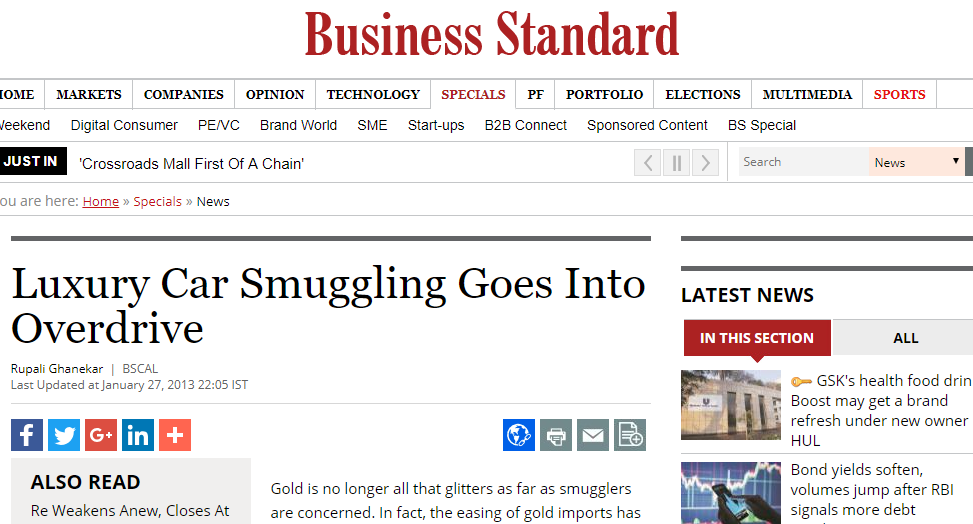 Business Standard
HOME MARKETS COMPANIES OPINION TECHNOLOGY SPECIALS PF PORTFOLIO ELECTIONS MULTIMEDIA SPORTS
Weekend Digital Consumer PE/VC Brand World SME Start-ups B2B Connect Sponsored Content BS Special
JUST IN 'Crossroads Mall First Of A Chain'
Search News
You are here: Home » Specials » News
Luxury Car Smuggling Goes Into
Overdrive
Rupali Ghanekar | BSCAL
Last Updated at January 27, 2013 22:05 IST
f G+ in +
ALSO READ
Re Weakens Anew, Closes At
Gold is no longer all that glitters as far as smugglers
are concerned. In fact, the easing of gold imports has
LATEST NEWS
IN THIS SECTION ALL
GSK's health food drin
Boost may get a brand
refresh under new owner
HUL
Bond yields soften,
volumes jump after RBI
signals more debt